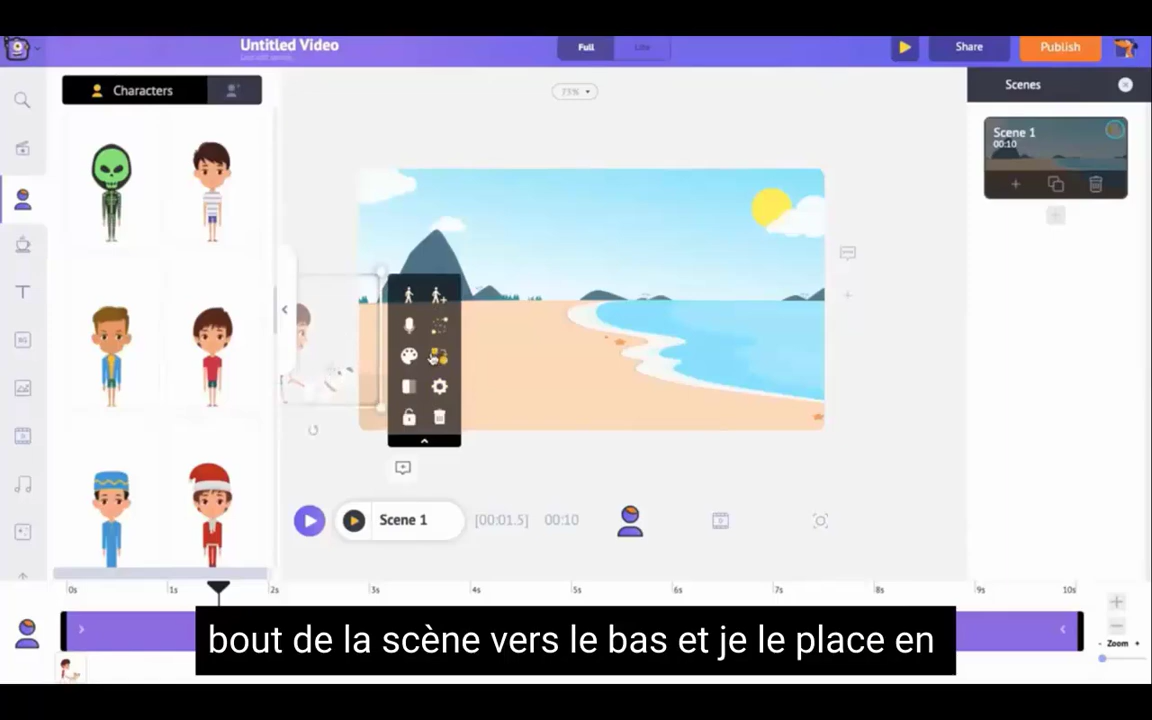 Untitled Video
Full
Lite
Share
Publish
Characters
75%
Scenes
Scene 1
00:10
Scene 1
[00:01.5]
00:10
0s
1s
2s
3s
4s
5s
6s
7s
8s
9s
10s
bout de la scène vers le bas et je le place en
- Zoom +